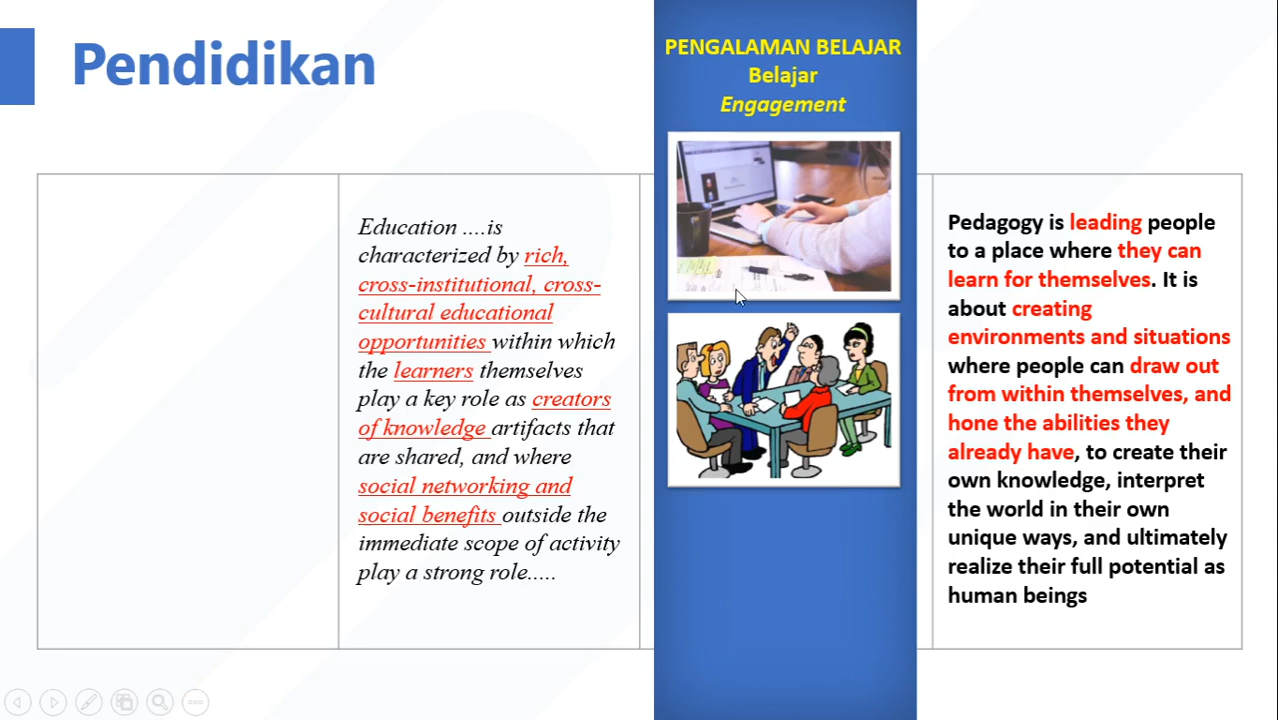 Pendidikan
Education ....is
characterized by rich,
cross-institutional, cross-
cultural educational
opportunities within which
the learners themselves
play a key role as creators
of knowledge artifacts that
are shared, and where
social networking and
social benefits outside the
immediate scope of activity
play a strong role.....
PENGALAMAN BELAJAR
Belajar
Engagement
Pedagogy is leading people
to a place where they can
learn for themselves. It is
about creating
environments and situations
where people can draw out
from within themselves, and
hone the abilities they
already have, to create their
own knowledge, interpret
the world in their own
unique ways, and ultimately
realize their full potential as
human beings